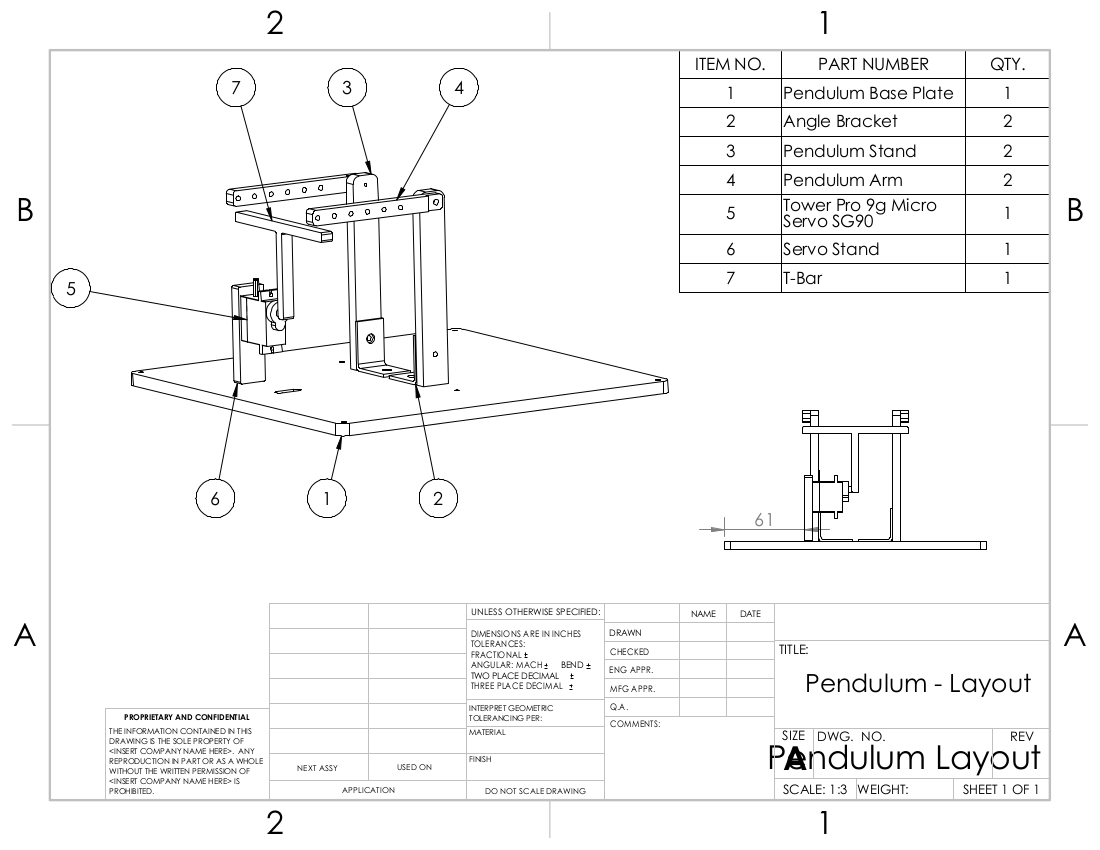 2 1
ITEM NO. PART NUMBER QTY.
1 Pendulum Base Plate 1
2 Angle Bracket 2
3 Pendulum Stand 2
4 Pendulum Arm 2
5 Tower Pro 9g Micro
Servo SG90 1
6 Servo Stand 1
7 T-Bar 1
7 3 4
B B
5
6 1 2
61
A A
UNLESS OTHERWISE SPECIFIED:
DIMENSIONS ARE IN INCHES
TOLERANCES:
FRACTIONAL ±
ANGULAR: MACH ± BEND ±
TWO PLACE DECIMAL ±
THREE PLACE DECIMAL ±
INTERPRET GEOMETRIC
TOLERANCING PER:
MATERIAL
FINISH
DO NOT SCALE DRAWING
NAME DATE
DRAWN
CHECKED
ENG APPR.
MFG APPR.
Q.A.
COMMENTS:
TITLE:
Pendulum - Layout
SIZE DWG. NO. REV
A
Pendulum Layout
SCALE: 1:3 WEIGHT: SHEET 1 OF 1
PROPRIETARY AND CONFIDENTIAL
THE INFORMATION CONTAINED IN THIS
DRAWING IS THE SOLE PROPERTY OF
<INSERT COMPANY NAME HERE>. ANY
REPRODUCTION IN PART OR AS A WHOLE
WITHOUT THE WRITTEN PERMISSION OF
<INSERT COMPANY NAME HERE> IS
PROHIBITED.
NEXT ASSY USED ON
APPLICATION
2 1